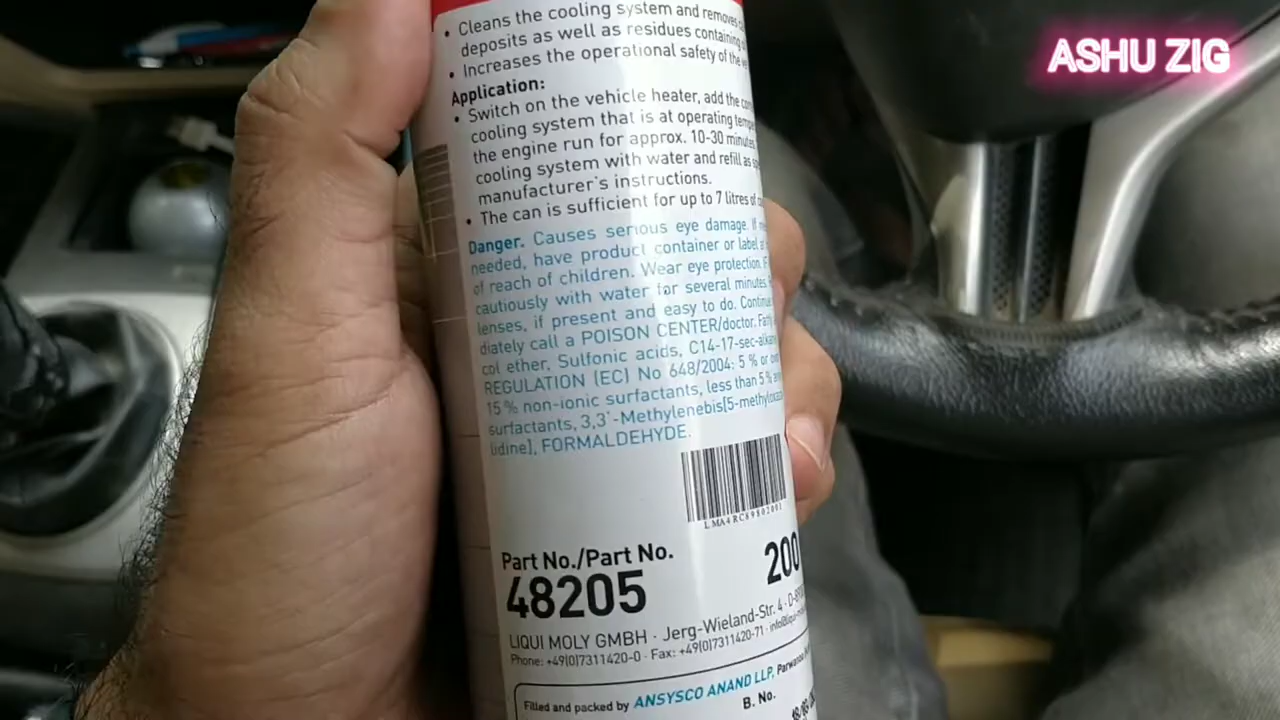 ASHU ZIG
• Cleans the cooling system and removes
deposits as well as residues containing
• Increases the operational safety of the
Application:
• Switch on the vehicle heater, add the
cooling system that is at operating
the engine run for approx. 10-30 minutes
cooling system with water and refill as
manufacturer's instructions.
• The can is sufficient for up to 7 litres of
Danger. Causes serious eye damage. If
needed, have product container or label
of reach of children. Wear eye protection. IF
cautiously with water for several minutes.
lenses, if present and easy to do.
diately call a POISON CENTER/doctor.
col ether, Sulfonic acids, C14-17-sec-
REGULATION (EC) No 648/2004: 5 % or
15 % non-ionic surfactants, less than 5 %
surfactants, 3,3'-Methylenebis[5-
lidine], FORMALDEHYDE.
LMA4RC89802001
Part No./Part No.
48205
200
LIQUI MOLY GMBH · Jerg-Wieland-Str. 4 ·
Phone: +49(0)7311420-0 · Fax: +49(0)7311420-71 ·
Filled and packed by ANSYSCO ANAND LLP,
B. No.